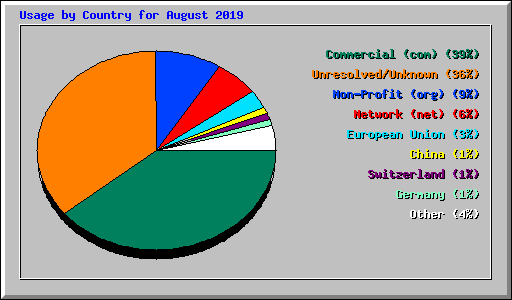 Usage by Country for August 2019
Commercial (com) (39%)
Unresolved/Unknown (36%)
Non-Profit (org) (9%)
Network (net) (6%)
European Union (3%)
China (1%)
Switzerland (1%)
Germany (1%)
Other (4%)